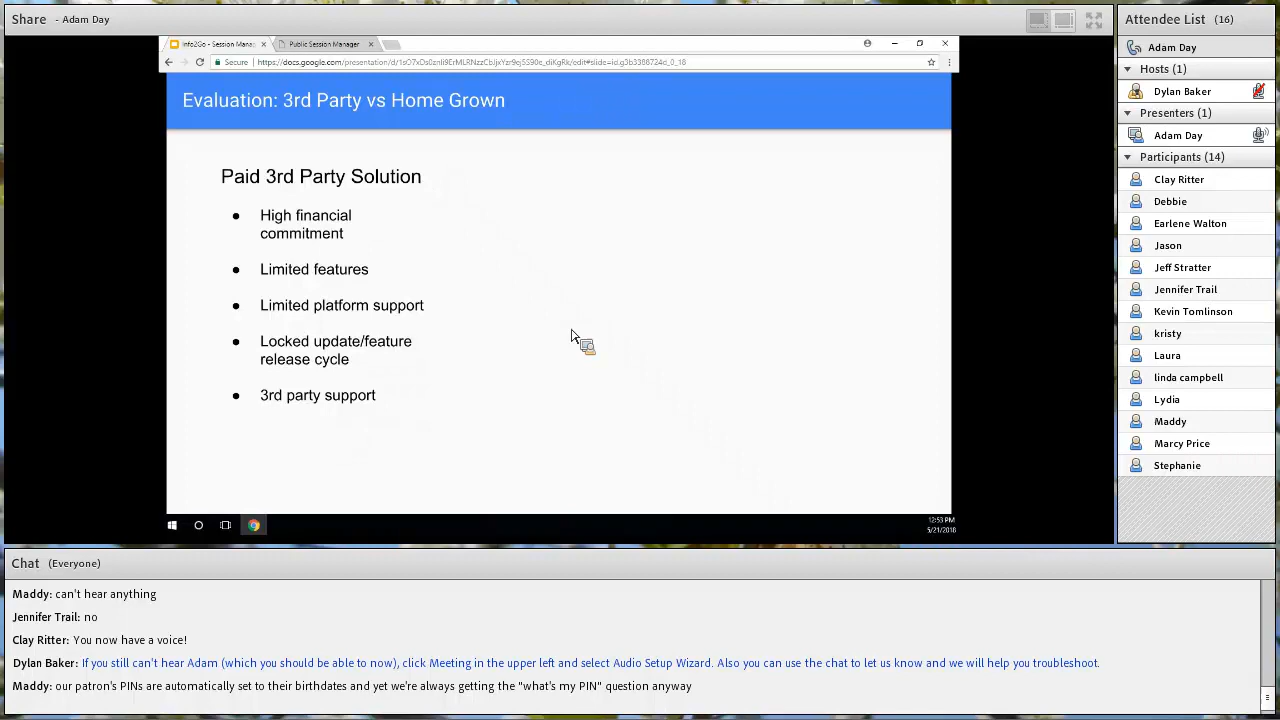 Share - Adam Day
Info2Go - Session Mana
Public Session Manager
Secure
Evaluation: 3rd Party vs Home Grown
Paid 3rd Party Solution
● High financial
commitment
● Limited features
● Limited platform support
● Locked update/feature
release cycle
● 3rd party support
12:53 PM
5/21/2018
Attendee List (16)
Adam Day
Hosts (1)
Dylan Baker
Presenters (1)
Adam Day
Participants (14)
Clay Ritter
Debbie
Earlene Walton
Jason
Jeff Stratter
Jennifer Trail
Kevin Tomlinson
kristy
Laura
linda campbell
Lydia
Maddy
Marcy Price
Stephanie
Chat (Everyone)
Maddy: can't hear anything
Jennifer Trail: no
Clay Ritter: You now have a voice!
Dylan Baker: If you still can't hear Adam (which you should be able to now), click Meeting in the upper left and select Audio Setup Wizard. Also you can use the chat to let us know and we will help you troubleshoot.
Maddy: our patron's PINs are automatically set to their birthdates and yet we're always getting the "what's my PIN" question anyway